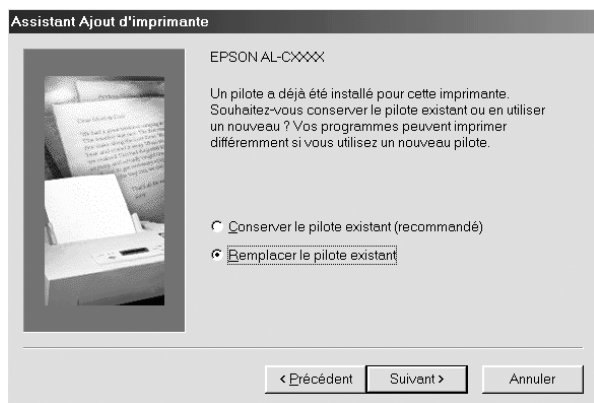 Assistant Ajout d'imprimante
EPSON AL-CXXXX
Un pilote a déjà été installé pour cette imprimante.
Souhaitez-vous conserver le pilote existant ou en utiliser
un nouveau ? Vos programmes peuvent imprimer
différemment si vous utilisez un nouveau pilote.
Conserver le pilote existant (recommandé)
Remplacer le pilote existant
< Précédent Suivant > Annuler